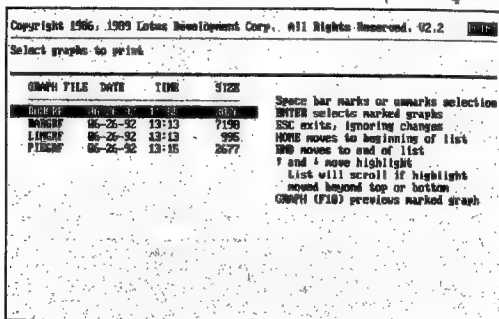 Copyright 1986, 1989 Lotus Development Corp. All Rights Reserved. V2.2
Select graphs to print
GRAPH FILE DATE TIME SIZE
BARGRF 06-26-92 13:13 7190
LINGRF 06-26-92 13:13 995
PIEGRF 06-26-92 13:15 2677
Space bar marks or unmarks selection
ENTER selects marked graphs
ESC exits, ignoring changes
HOME moves to beginning of list
END moves to end of list
↑ and ↓ move highlight
List will scroll if highlight
moved beyond top or bottom
GRAPH (F10) previews marked graph